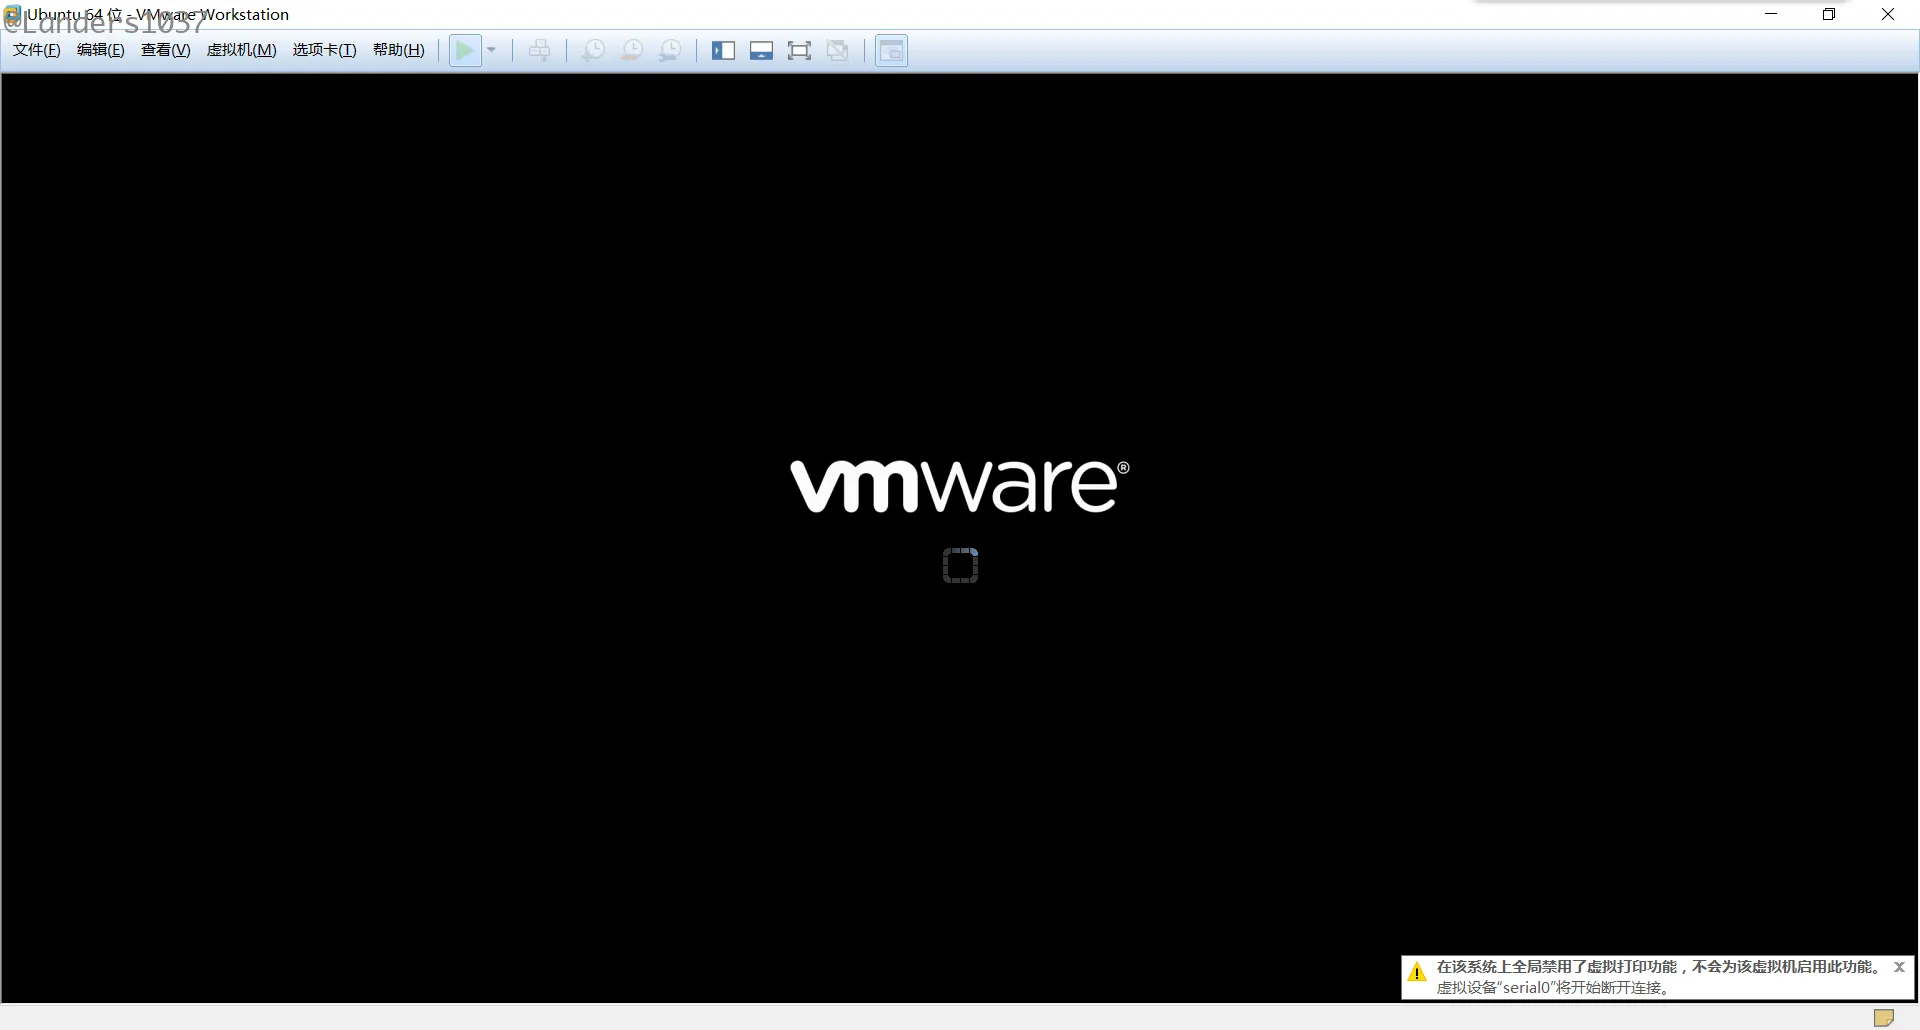 Ubuntu 64 位 - VMware Workstation
@Landers1037
文件(F) 编辑(E) 查看(V) 虚拟机(M) 选项卡(T) 帮助(H)
vmware®
在该系统上全局禁用了虚拟打印功能，不会为该虚拟机启用此功能。
虚拟设备“serial0”将开始断开连接。